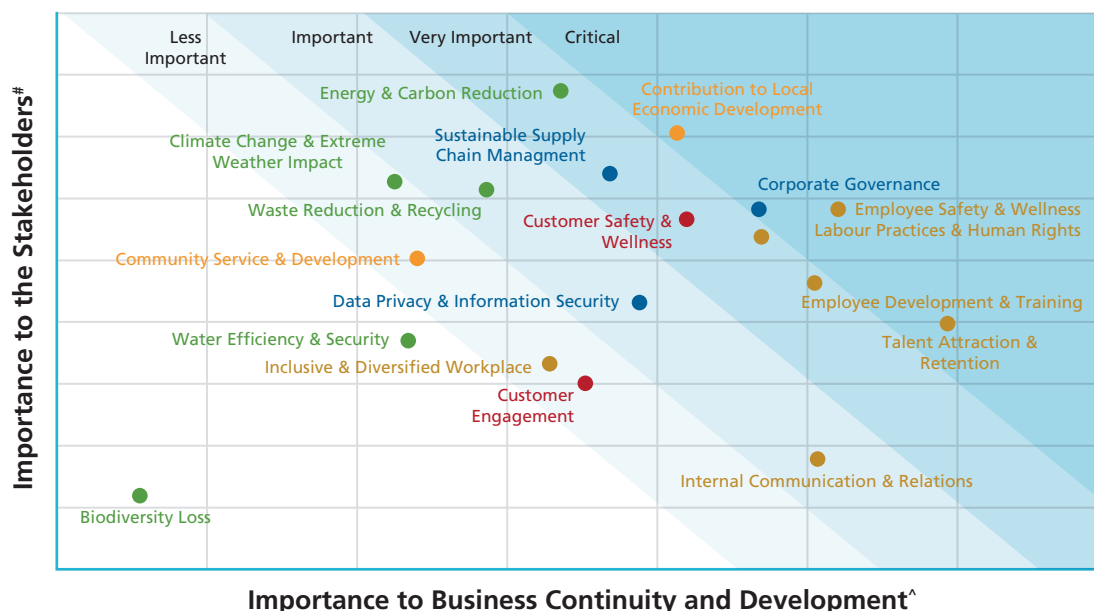 Less
Important
Important
Very Important
Critical
Energy & Carbon Reduction
Contribution to Local
Economic Development
Climate Change & Extreme
Weather Impact
Sustainable Supply
Chain Managment
Waste Reduction & Recycling
Corporate Governance
Customer Safety &
Wellness
Employee Safety & Wellness
Labour Practices & Human Rights
Community Service & Development
Data Privacy & Information Security
Employee Development & Training
Water Efficiency & Security
Talent Attraction &
Retention
Inclusive & Diversified Workplace
Customer
Engagement
Internal Communication & Relations
Biodiversity Loss
Importance to the Stakeholders#
Importance to Business Continuity and Development^